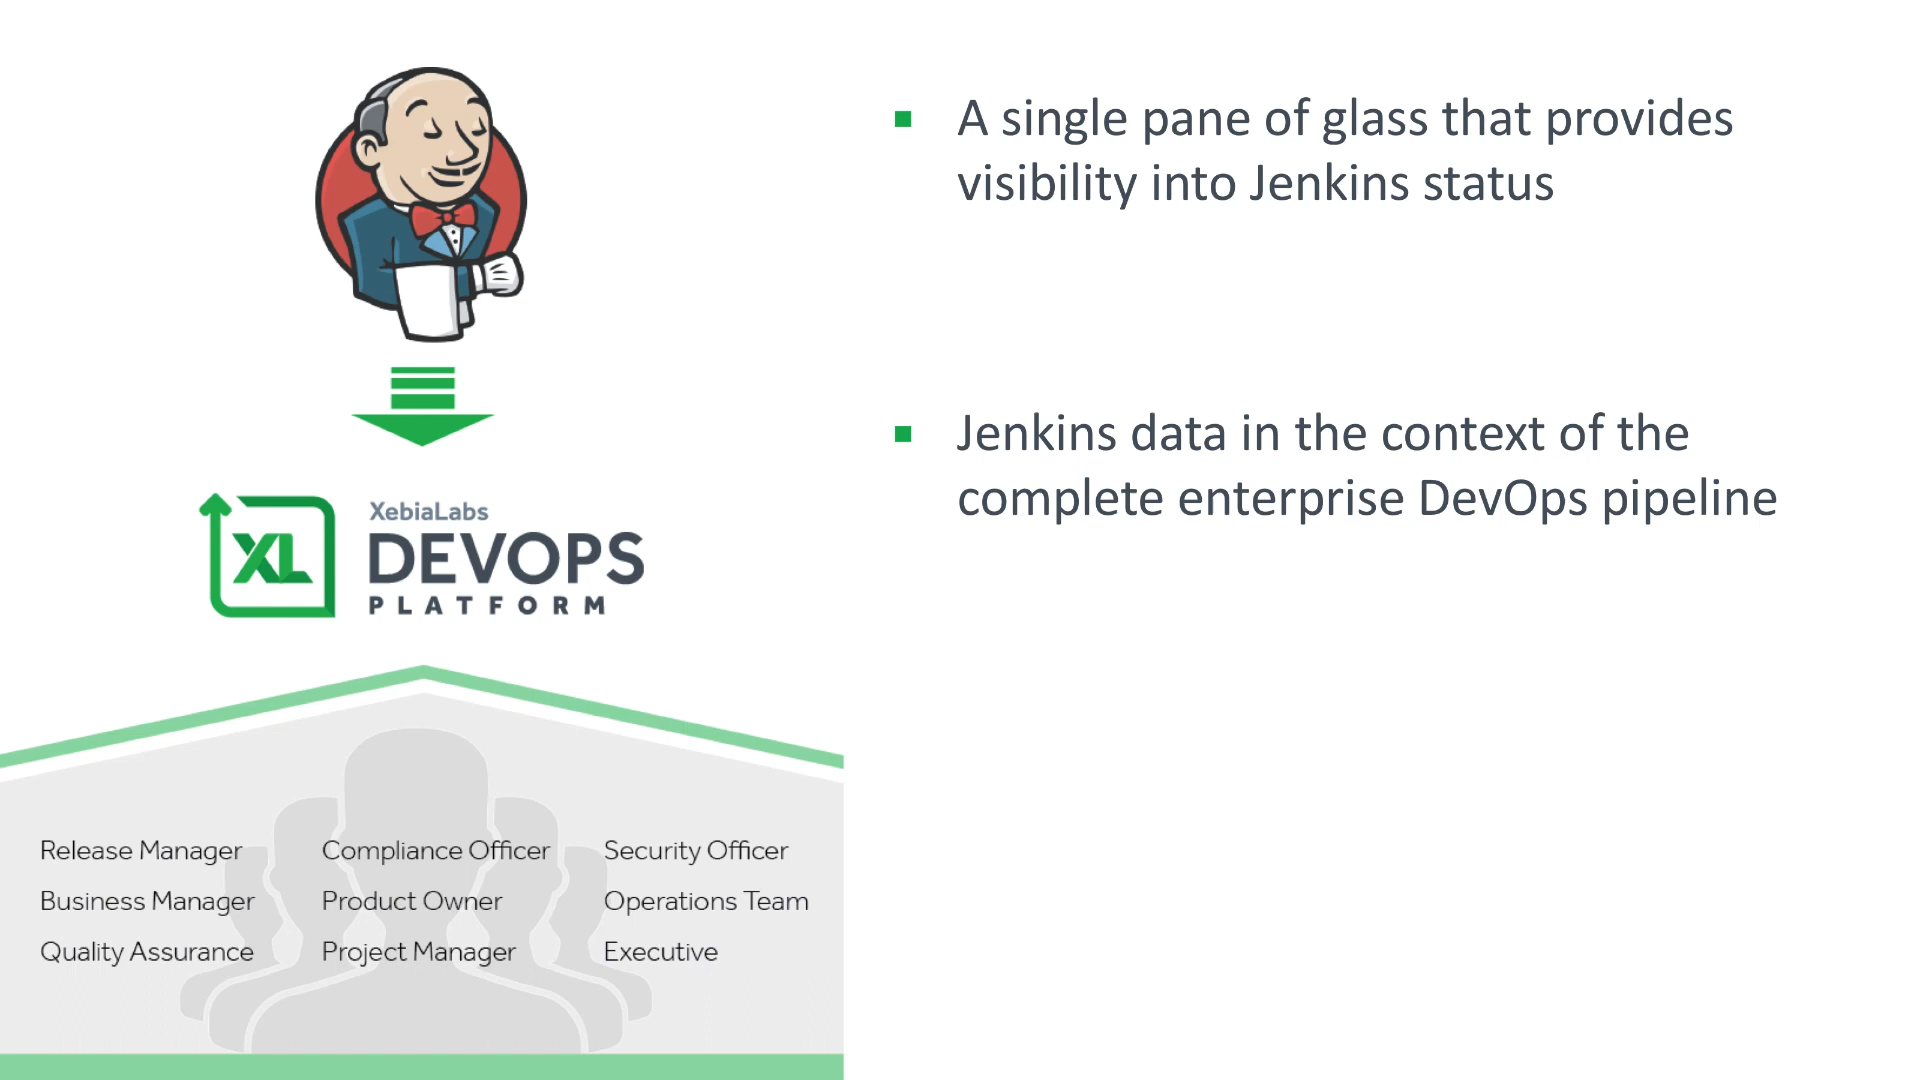 A single pane of glass that provides
visibility into Jenkins status
Jenkins data in the context of the
complete enterprise DevOps pipeline
XL
XebiaLabs
DEVOPS
PLATFORM
Release Manager
Compliance Officer
Security Officer
Business Manager
Product Owner
Operations Team
Quality Assurance
Project Manager
Executive